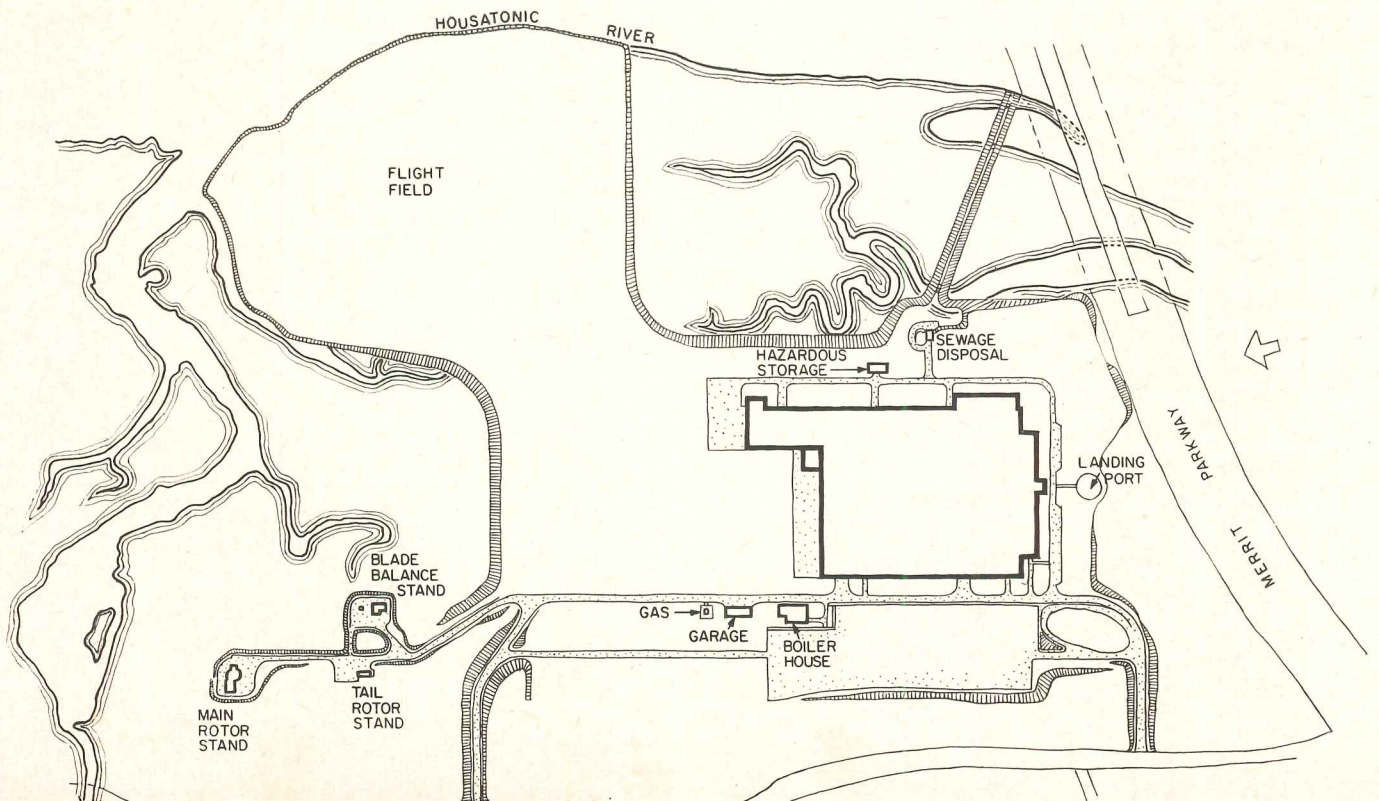 HOUSATONIC RIVER
FLIGHT
FIELD
HAZARDOUS
STORAGE
SEWAGE
DISPOSAL
LANDING
PORT
MERRIT PARKWAY
BLADE
BALANCE
STAND
GAS
GARAGE
BOILER
HOUSE
MAIN
ROTOR
STAND
TAIL
ROTOR
STAND